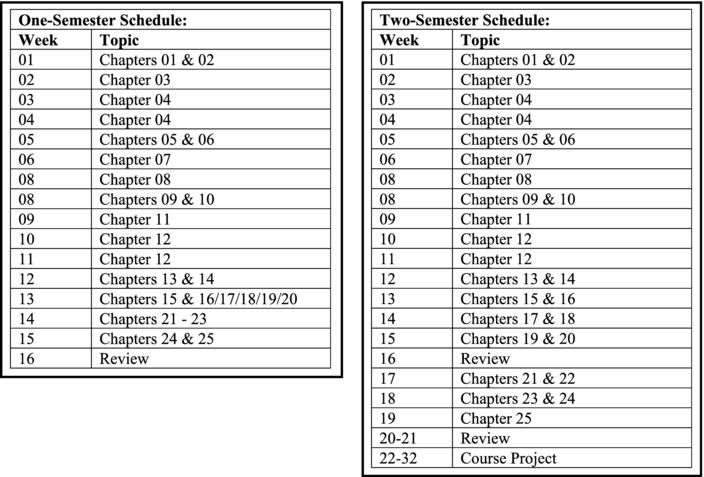 One-Semester Schedule:
Week Topic
01 Chapters 01 & 02
02 Chapter 03
03 Chapter 04
04 Chapter 04
05 Chapters 05 & 06
06 Chapter 07
08 Chapter 08
08 Chapters 09 & 10
09 Chapter 11
10 Chapter 12
11 Chapter 12
12 Chapters 13 & 14
13 Chapters 15 & 16/17/18/19/20
14 Chapters 21 - 23
15 Chapters 24 & 25
16 Review
Two-Semester Schedule:
Week Topic
01 Chapters 01 & 02
02 Chapter 03
03 Chapter 04
04 Chapter 04
05 Chapters 05 & 06
06 Chapter 07
08 Chapter 08
08 Chapters 09 & 10
09 Chapter 11
10 Chapter 12
11 Chapter 12
12 Chapters 13 & 14
13 Chapters 15 & 16
14 Chapters 17 & 18
15 Chapters 19 & 20
16 Review
17 Chapters 21 & 22
18 Chapters 23 & 24
19 Chapter 25
20-21 Review
22-32 Course Project